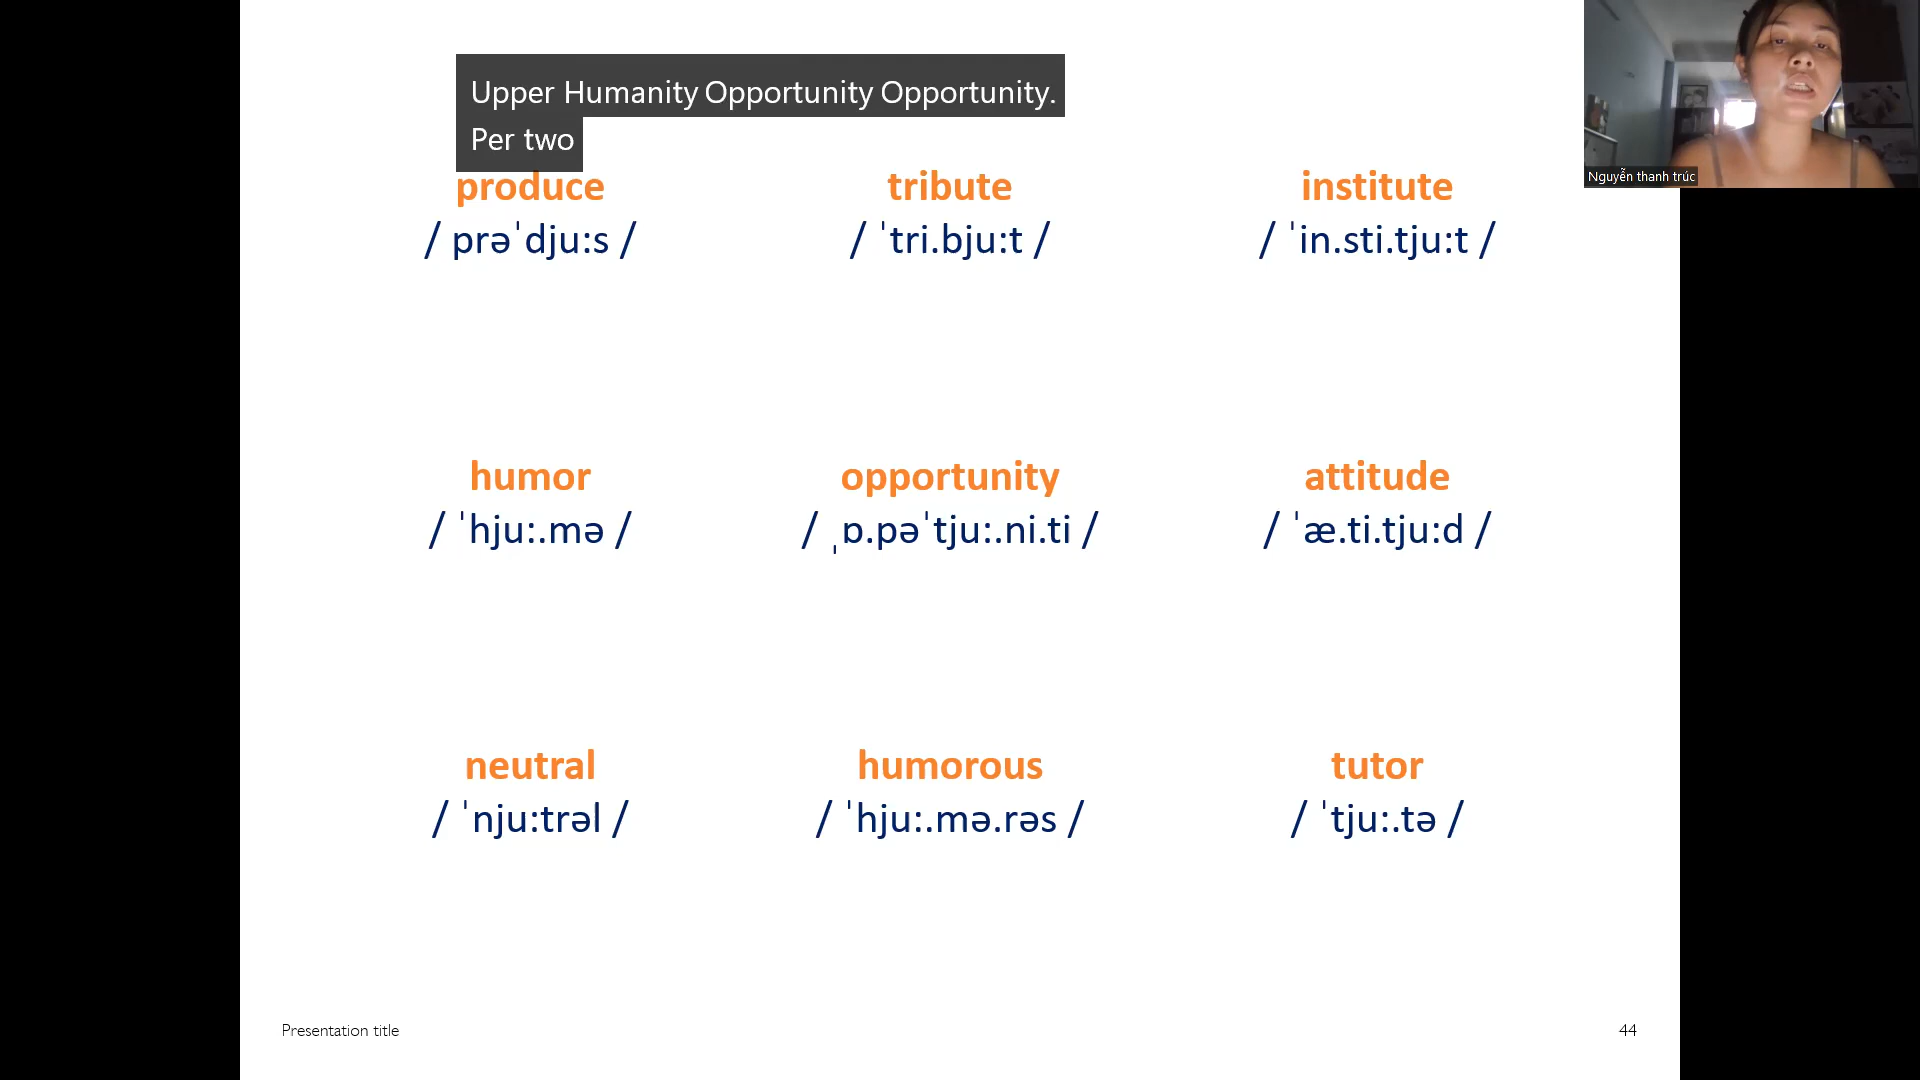 Upper Humanity Opportunity Opportunity.
Per two
Nguyễn thanh trúc
produce tribute institute
/ prəˈdju:s / / ˈtri.bju:t / / ˈin.sti.tju:t /
humor opportunity attitude
/ ˈhju:.mə / / ˌɒ.pəˈtju:.ni.ti / / ˈæ.ti.tju:d /
neutral humorous tutor
/ ˈnju:trəl / / ˈhju:.mə.rəs / / ˈtju:.tə /
Presentation title 44